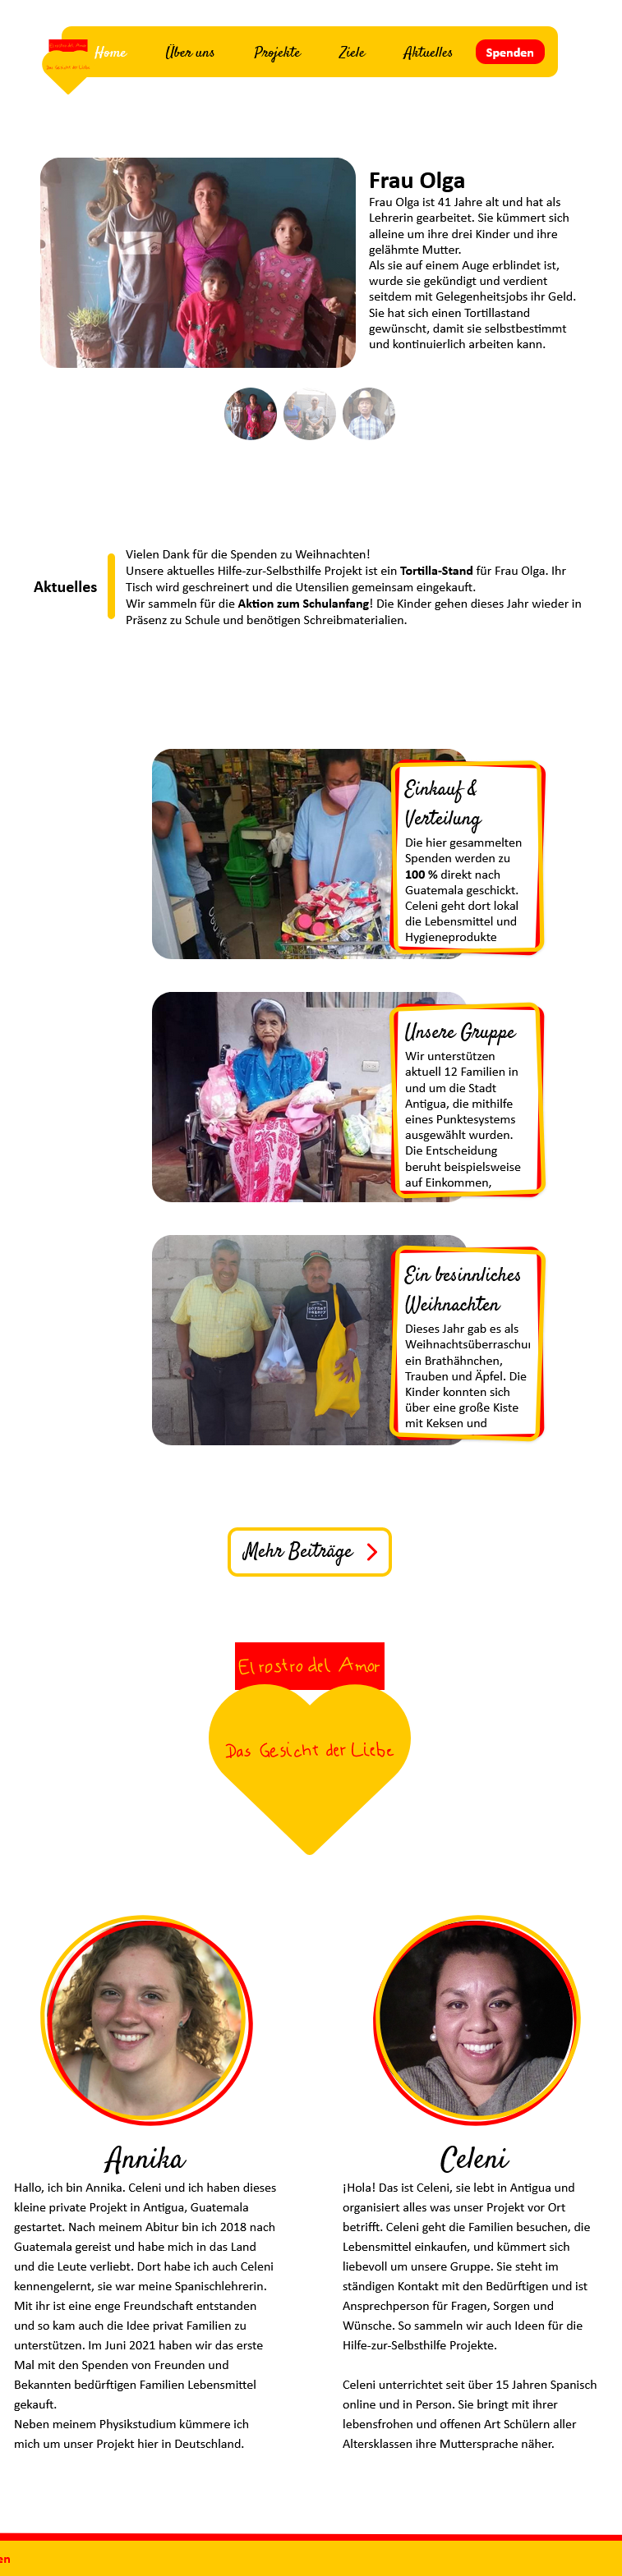 Home Über uns Projekte Ziele Aktuelles Spenden
El rostro del Amor
Das Gesicht der Liebe
Frau Olga
Frau Olga ist 41 Jahre alt und hat als
Lehrerin gearbeitet. Sie kümmert sich
alleine um ihre drei Kinder und ihre
gelähmte Mutter.
Als sie auf einem Auge erblindet ist,
wurde sie gekündigt und verdient
seitdem mit Gelegenheitsjobs ihr Geld.
Sie hat sich einen Tortillastand
gewünscht, damit sie selbstbestimmt
und kontinuierlich arbeiten kann.
Aktuelles
Vielen Dank für die Spenden zu Weihnachten!
Unsere aktuelles Hilfe-zur-Selbsthilfe Projekt ist ein Tortilla-Stand für Frau Olga. Ihr
Tisch wird geschreinert und die Utensilien gemeinsam eingekauft.
Wir sammeln für die Aktion zum Schulanfang! Die Kinder gehen dieses Jahr wieder in
Präsenz zu Schule und benötigen Schreibmaterialien.
Einkauf &
Verteilung
Die hier gesammelten
Spenden werden zu
100 % direkt nach
Guatemala geschickt.
Celeni geht dort lokal
die Lebensmittel und
Hygieneprodukte
Unsere Gruppe
Wir unterstützen
aktuell 12 Familien in
und um die Stadt
Antigua, die mithilfe
eines Punktesystems
ausgewählt wurden.
Die Entscheidung
beruht beispielsweise
auf Einkommen,
Ein besinnliches
Weihnachten
Dieses Jahr gab es als
Weihnachtsüberraschu
ein Brathähnchen,
Trauben und Äpfel. Die
Kinder konnten sich
über eine große Kiste
mit Keksen und
Mehr Beiträge
El rostro del Amor
Das Gesicht der Liebe
Annika
Hallo, ich bin Annika. Celeni und ich haben dieses
kleine private Projekt in Antigua, Guatemala
gestartet. Nach meinem Abitur bin ich 2018 nach
Guatemala gereist und habe mich in das Land
und die Leute verliebt. Dort habe ich auch Celeni
kennengelernt, sie war meine Spanischlehrerin.
Mit ihr ist eine enge Freundschaft entstanden
und so kam auch die Idee privat Familien zu
unterstützen. Im Juni 2021 haben wir das erste
Mal mit den Spenden von Freunden und
Bekannten bedürftigen Familien Lebensmittel
gekauft.
Neben meinem Physikstudium kümmere ich
mich um unser Projekt hier in Deutschland.
Celeni
¡Hola! Das ist Celeni, sie lebt in Antigua und
organisiert alles was unser Projekt vor Ort
betrifft. Celeni geht die Familien besuchen, die
Lebensmittel einkaufen, und kümmert sich
liebevoll um unsere Gruppe. Sie steht im
ständigen Kontakt mit den Bedürftigen und ist
Ansprechperson für Fragen, Sorgen und
Wünsche. So sammeln wir auch Ideen für die
Hilfe-zur-Selbsthilfe Projekte.
Celeni unterrichtet seit über 15 Jahren Spanisch
online und in Person. Sie bringt mit ihrer
lebensfrohen und offenen Art Schülern aller
Altersklassen ihre Muttersprache näher.
en